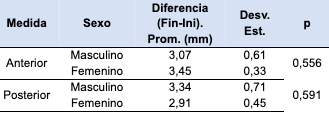 Medida Sexo Diferencia (Fin-Ini). Prom. (mm) Desv. Est. p
Anterior Masculino 3,07 0,61 0,556
Femenino 3,45 0,33
Posterior Masculino 3,34 0,71 0,591
Femenino 2,91 0,45